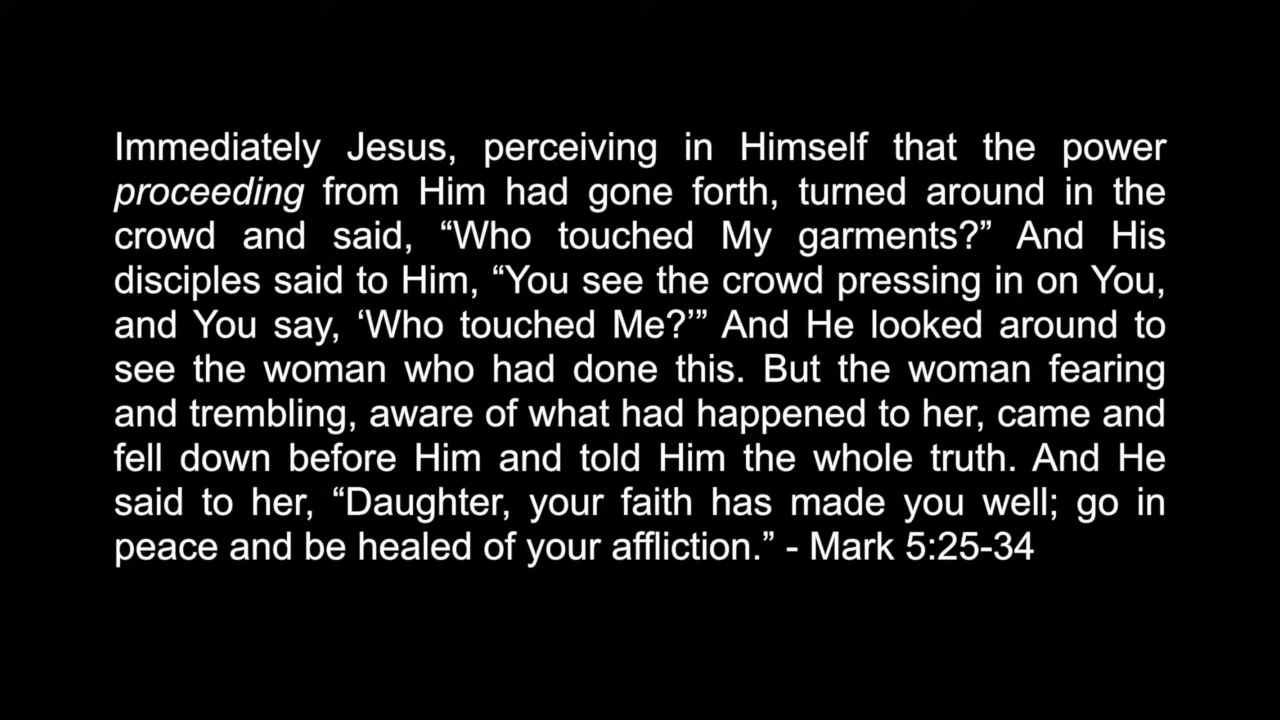 Immediately Jesus, perceiving in Himself that the power
proceeding from Him had gone forth, turned around in the
crowd and said, “Who touched My garments?” And His
disciples said to Him, “You see the crowd pressing in on You,
and You say, ‘Who touched Me?’” And He looked around to
see the woman who had done this. But the woman fearing
and trembling, aware of what had happened to her, came and
fell down before Him and told Him the whole truth. And He
said to her, “Daughter, your faith has made you well; go in
peace and be healed of your affliction.” - Mark 5:25-34